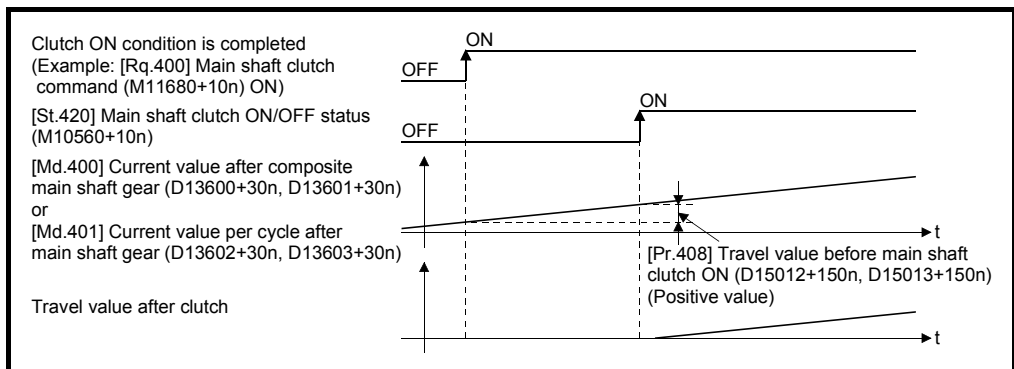 Clutch ON condition is completed
(Example: [Rq.400] Main shaft clutch
command (M11680+10n) ON)
OFF
ON
[St.420] Main shaft clutch ON/OFF status
(M10560+10n)
OFF
ON
[Md.400] Current value after composite
main shaft gear (D13600+30n, D13601+30n)
or
[Md.401] Current value per cycle after
main shaft gear (D13602+30n, D13603+30n)
t
[Pr.408] Travel value before main shaft
clutch ON (D15012+150n, D15013+150n)
(Positive value)
Travel value after clutch
t